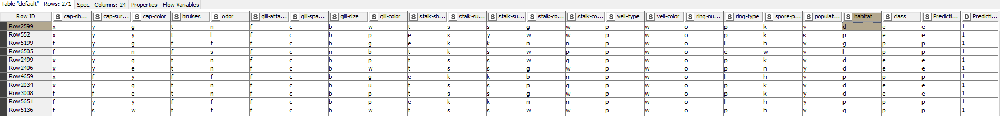 Table "default" - Rows: 271 Spec - Columns: 24 Properties Flow Variables
Row ID S cap-sh... S cap-sur... S cap-color S bruises S odor S gill-atta... S gill-spa... S gill-size S gill-color S stalk-sh... S stalk-su... S stalk-su... S stalk-co... S stalk-co... S veil-type S veil-color S ring-nu... S ring-type S spore-p... S populat... S habitat S class S Predicti... D Predicti...
Row2599 x y g t n f c b w t s s g w p w o p k v d e e 1
Row552 x y y t l f c b p e s y w w p w o p k s p e e 1
Row5199 f y g f f f c b g e k k n n p w o l h v g p p 1
Row6505 f y n f s f c n b t k s w p p w o e w v l p p 1
Row2499 x y g t n f c b p t s s w g p w o p k v d e e 1
Row2406 x y e t n f c b w t s s g w p w o p n y d e e 1
Row4659 x f y f f f c b g e k k b n p w o l h v p p p 1
Row2034 x y g t n f c b u t s s p g p w o p k v d e e 1
Row3008 f f e t n f c b p t s s g w p w o p k y d e e 1
Row5651 f y y f f f c b p e k k n n p w o l h y p p p 1
Row5136 f s w t f f c b w t s s w w p w o p h v g p p 1